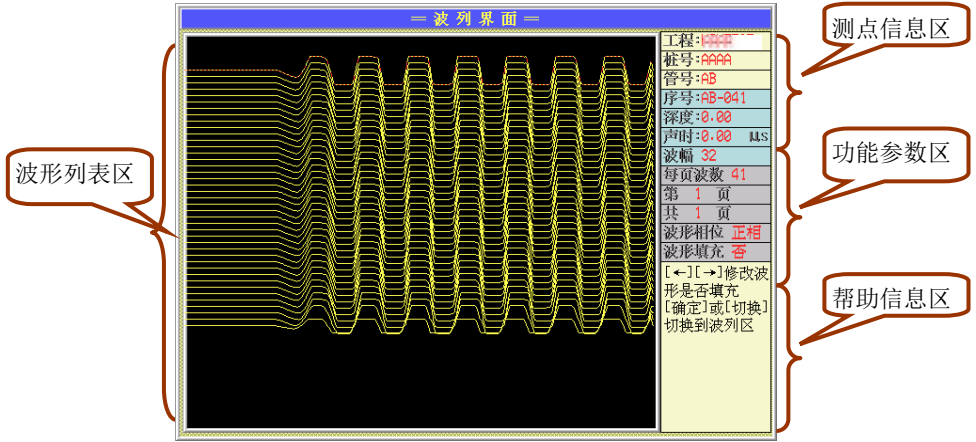 ＝波列界面＝
工程:
桩号:AAAA
管号:AB
序号:AB-041
深度:0.00
声时:0.00 μs
波幅 32
每页波数 41
第 1 页
共 1 页
波形相位 正相
波形填充 否
[←][→]修改波
形是否填充
[确定]或[切换]
切换到波列区
波形列表区
测点信息区
功能参数区
帮助信息区